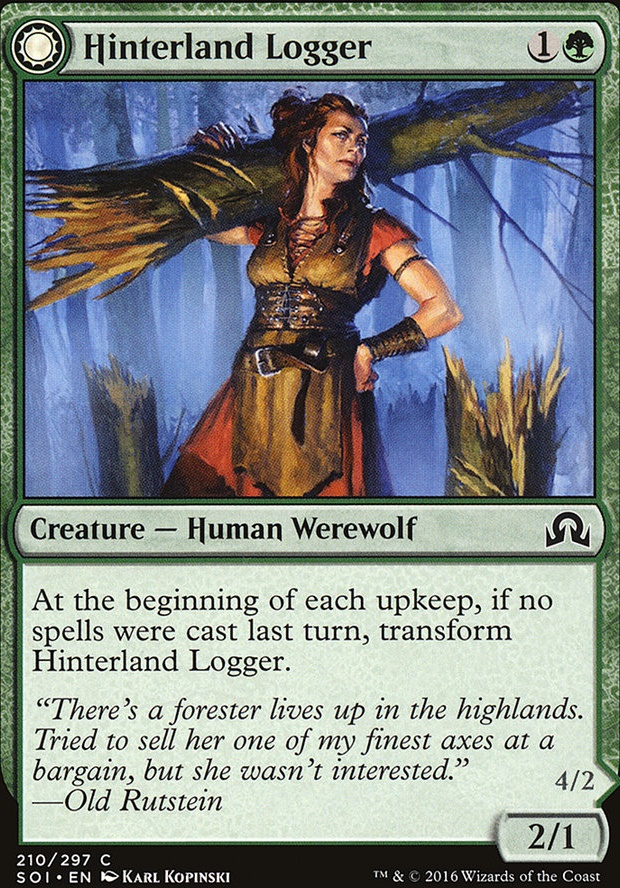 Hinterland Logger
1
Creature — Human Werewolf
At the beginning of each upkeep, if no
spells were cast last turn, transform
Hinterland Logger.
“There’s a forester lives up in the highlands.
Tried to sell her one of my finest axes at a
bargain, but she wasn’t interested.”
—Old Rutstein
4/2
2/1
210/297 C
SOI • EN Karl Kopinski
™ & © 2016 Wizards of the Coast